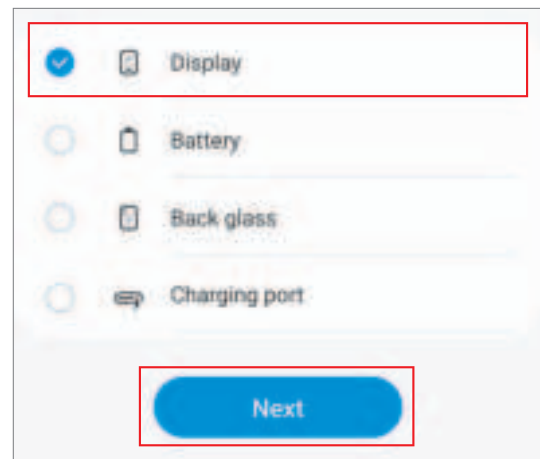 Display
Battery
Back glass
Charging port
Next